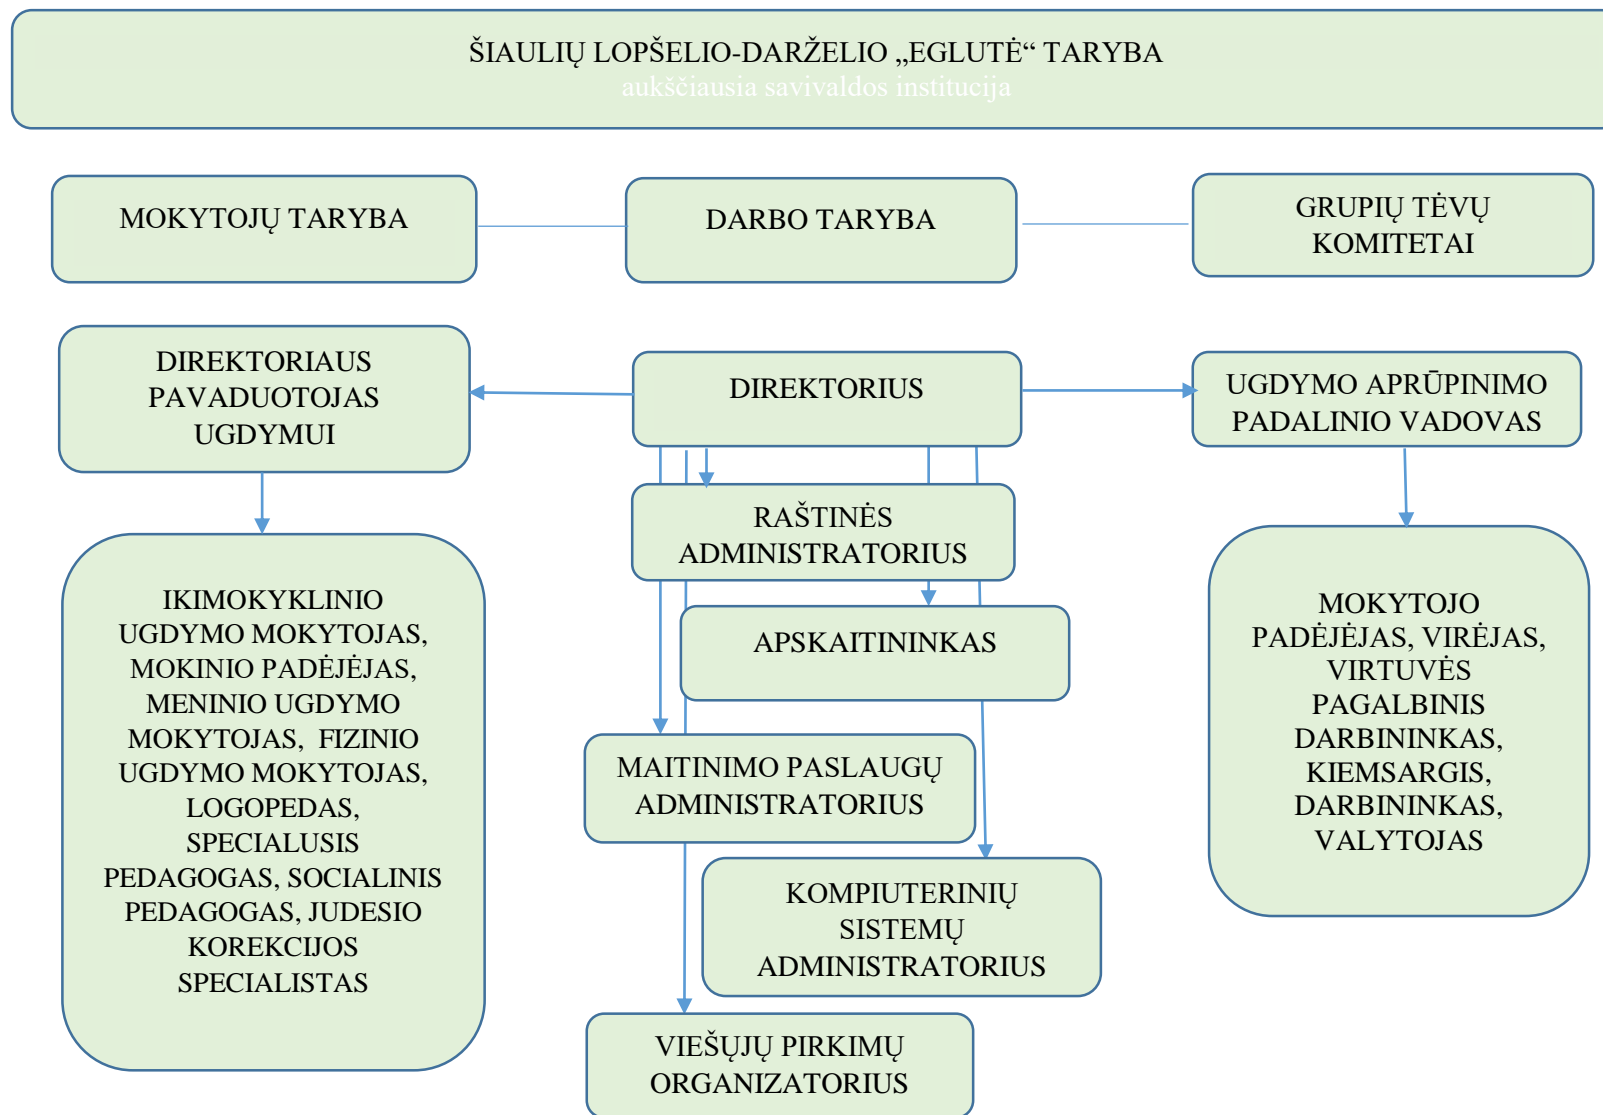 ŠIAULIŲ LOPŠELIO-DARŽELIO „EGLUTĖ“ TARYBA
aukščiausia savivaldos institucija
MOKYTOJŲ TARYBA
DARBO TARYBA
GRUPIŲ TĖVŲ
KOMITETAI
DIREKTORIAUS
PAVADUOTOJAS
UGDYMUI
DIREKTORIUS
UGDYMO APRŪPINIMO
PADALINIO VADOVAS
IKIMOKYKLINIO
UGDYMO MOKYTOJAS,
MOKINIO PADĖJĖJAS,
MENINIO UGDYMO
MOKYTOJAS, FIZINIO
UGDYMO MOKYTOJAS,
LOGOPEDAS,
SPECIALUSIS
PEDAGOGAS, SOCIALINIS
PEDAGOGAS, JUDESIO
KOREKCIJOS
SPECIALISTAS
RAŠTINĖS
ADMINISTRATORIUS
APSKAITININKAS
MAITINIMO PASLAUGŲ
ADMINISTRATORIUS
KOMPIUTERINIŲ
SISTEMŲ
ADMINISTRATORIUS
VIEŠŲJŲ PIRKIMŲ
ORGANIZATORIUS
MOKYTOJO
PADĖJĖJAS, VIRĖJAS,
VIRTUVĖS
PAGALBINIS
DARBININKAS,
KIEMSARGIS,
DARBININKAS,
VALYTOJAS